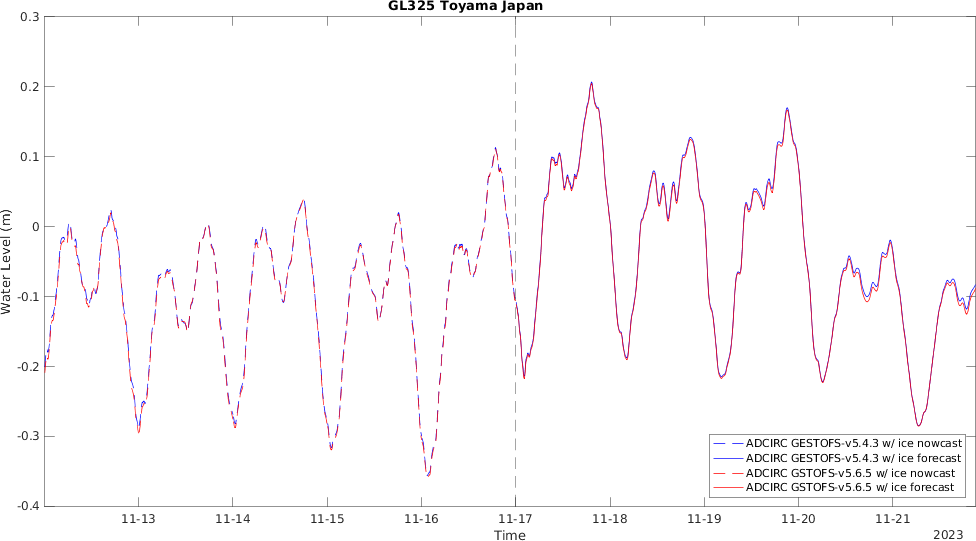 GL325 Toyama Japan
Water Level (m)
0.3
0.2
0.1
0
-0.1
-0.2
-0.3
-0.4
ADCIRC GESTOFS-v5.4.3 w/ ice nowcast
ADCIRC GESTOFS-v5.4.3 w/ ice forecast
ADCIRC GSTOFS-v5.6.5 w/ ice nowcast
ADCIRC GSTOFS-v5.6.5 w/ ice forecast
11-13 11-14 11-15 11-16 11-17 11-18 11-19 11-20 11-21
Time
2023